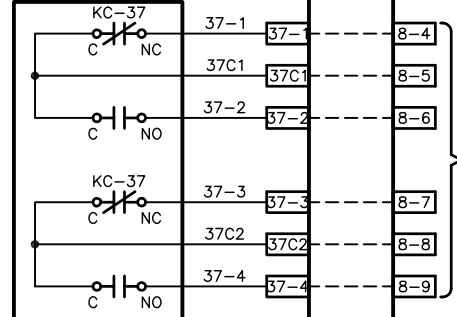 KC-37
37-1 37-1 8-4
C NC
37C1 37C1 8-5
37-2 37-2 8-6
C NO
KC-37
37-3 37-3 8-7
C NC
37C2 37C2 8-8
37-4 37-4 8-9
C NO